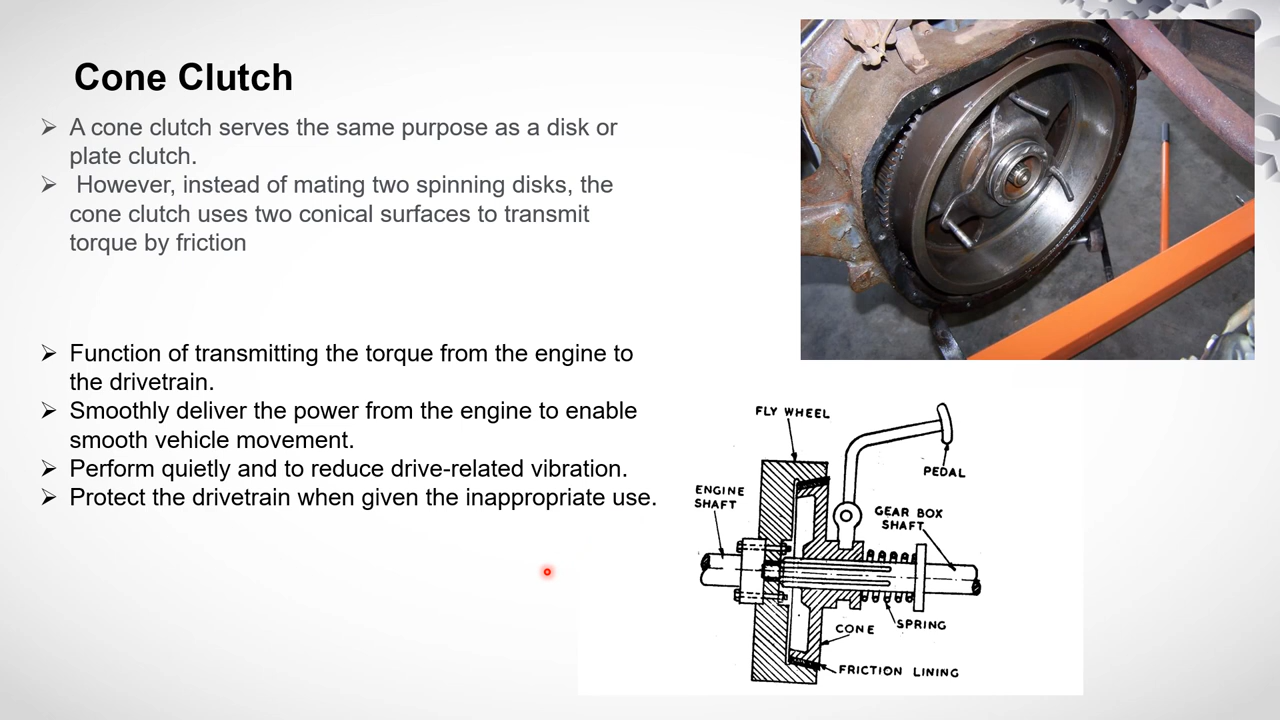 Cone Clutch
A cone clutch serves the same purpose as a disk or
plate clutch.
However, instead of mating two spinning disks, the
cone clutch uses two conical surfaces to transmit
torque by friction
Function of transmitting the torque from the engine to
the drivetrain.
Smoothly deliver the power from the engine to enable
smooth vehicle movement.
Perform quietly and to reduce drive-related vibration.
Protect the drivetrain when given the inappropriate use.
FLY WHEEL
PEDAL
ENGINE
SHAFT
GEAR BOX
SHAFT
SPRING
CONE
FRICTION LINING